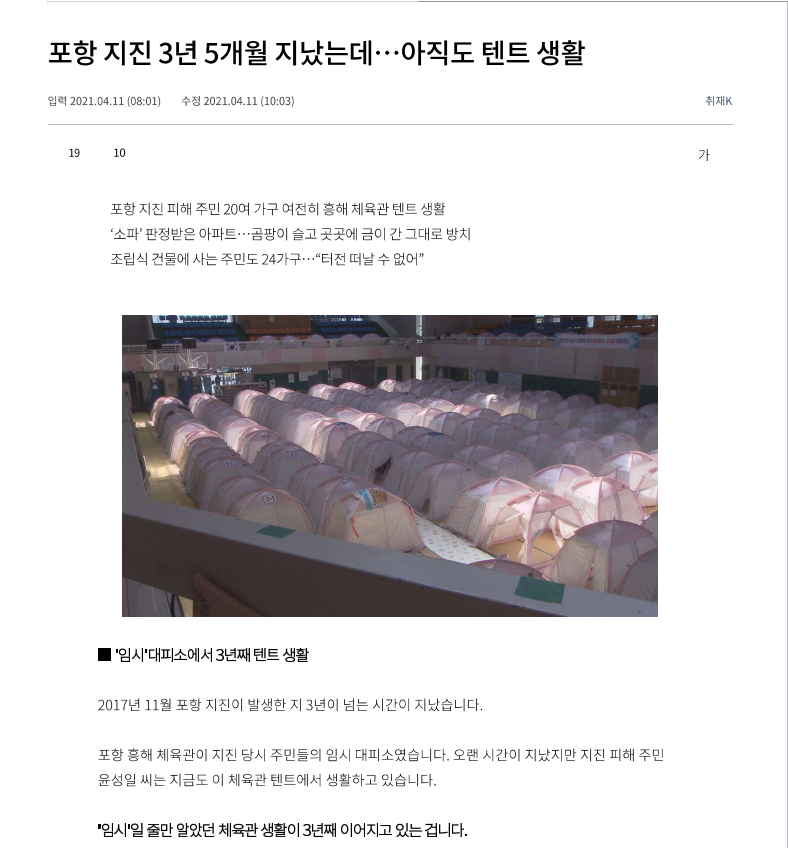 포항 지진 3년 5개월 지났는데…아직도 텐트 생활
입력 2021.04.11 (08:01) 수정 2021.04.11 (10:03) 취재K
19 10 가
포항 지진 피해 주민 20여 가구 여전히 흥해 체육관 텐트 생활
‘소파’ 판정받은 아파트…곰팡이 슬고 곳곳에 금이 간 그대로 방치
조립식 건물에 사는 주민도 24가구…“터전 떠날 수 없어”
■ '임시'대피소에서 3년째 텐트 생활
2017년 11월 포항 지진이 발생한 지 3년이 넘는 시간이 지났습니다.
포항 흥해 체육관이 지진 당시 주민들의 임시 대피소였습니다. 오랜 시간이 지났지만 지진 피해 주민
윤성일 씨는 지금도 이 체육관 텐트에서 생활하고 있습니다.
'임시'일 줄만 알았던 체육관 생활이 3년째 이어지고 있는 겁니다.